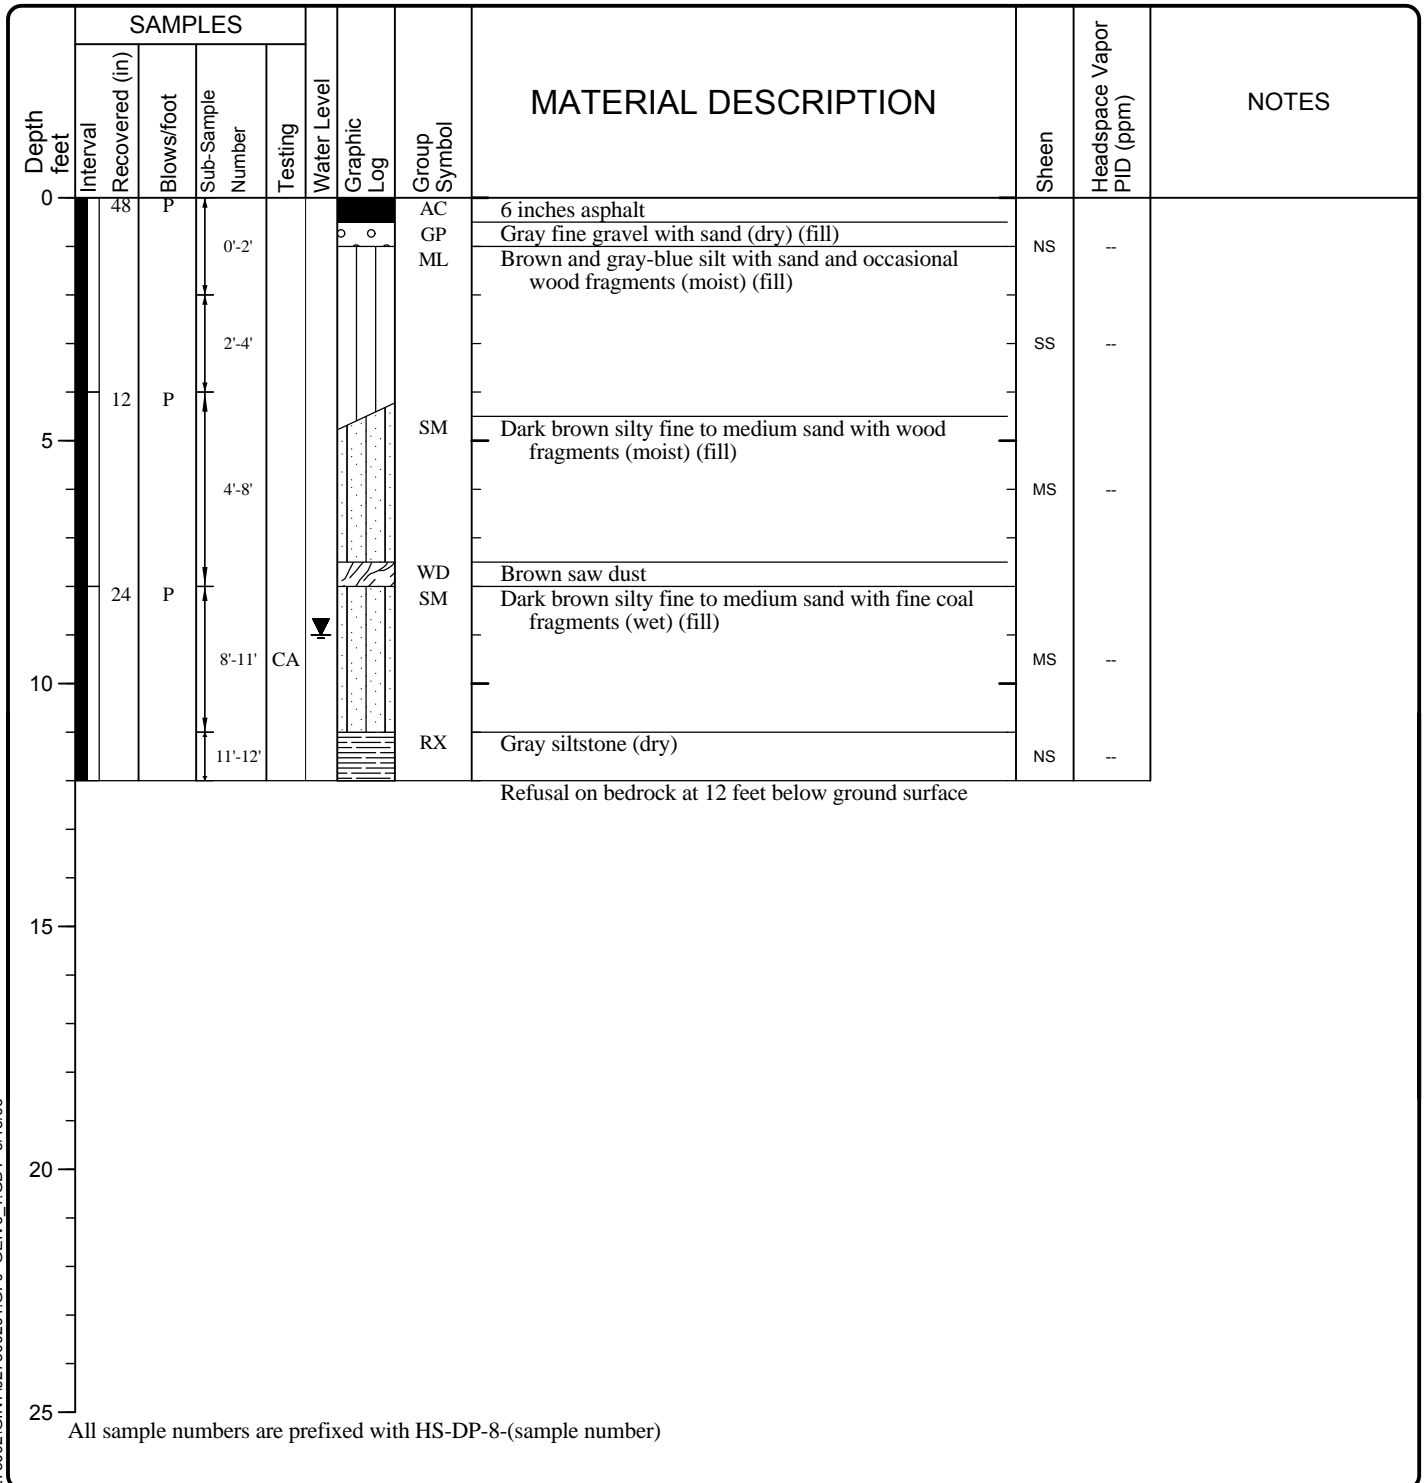 SAMPLES
Depth
feet
Interval
Recovered (in)
Blows/foot
Sub-Sample
Number
Testing
Water Level
Graphic
Log
Group
Symbol
MATERIAL DESCRIPTION
Sheen
Headspace Vapor
PID (ppm)
NOTES
0
48 P AC 6 inches asphalt
GP Gray fine gravel with sand (dry) (fill)
0'-2' NS --
ML Brown and gray-blue silt with sand and occasional
wood fragments (moist) (fill)
2'-4' SS --
12 P
SM Dark brown silty fine to medium sand with wood
5
fragments (moist) (fill)
4'-8' MS --
WD Brown saw dust
24 P SM Dark brown silty fine to medium sand with fine coal
fragments (wet) (fill)
8'-11' CA MS --
10
RX Gray siltstone (dry)
11'-12' NS --
Refusal on bedrock at 12 feet below ground surface
15
20
25
All sample numbers are prefixed with HS-DP-8-(sample number)